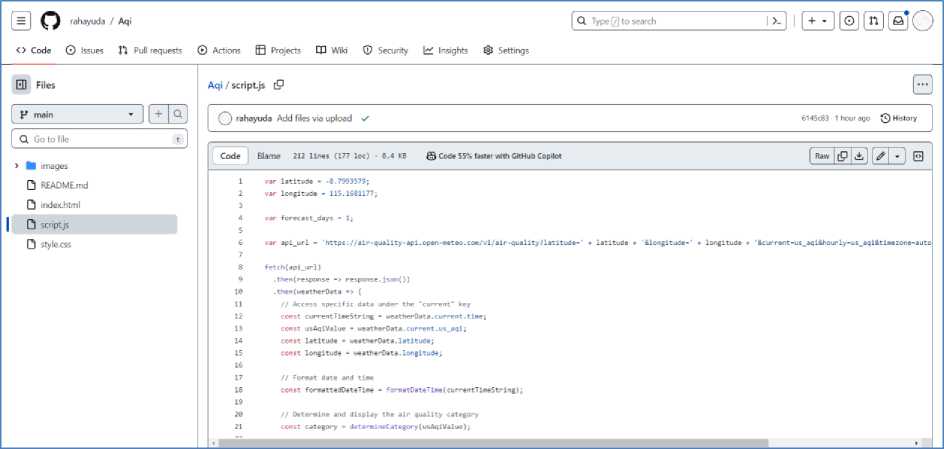 rahayuda / Aqi
Type / to search
Code Issues Pull requests Actions Projects Wiki Security Insights Settings
Files
main
Go to file t
images
README.md
index.html
script.js
style.css
Aqi / script.js
rahayuda Add files via upload 6145c83 1 hour ago History
Code Blame 212 lines (177 loc) · 8.4 KB Code 55% faster with GitHub Copilot Raw
1 var latitude = -8.7993579;
2 var longitude = 115.1681177;
3
4 var forecast_days = 1;
5
6 var api_url = 'https://air-quality-api.open-meteo.com/v1/air-quality?latitude=' + latitude + '&longitude=' + longitude + '&current=us_aqi&hourly=us_aqi&timezone=auto
7
8 fetch(api_url)
9 .then(response => response.json())
10 .then(weatherData => {
11 // Access specific data under the "current" key
12 const currentTimeString = weatherData.current.time;
13 const usAqiValue = weatherData.current.us_aqi;
14 const latitude = weatherData.latitude;
15 const longitude = weatherData.longitude;
16
17 // Format date and time
18 const formattedDateTime = formatDateTime(currentTimeString);
19
20 // Determine and display the air quality category
21 const category = determineCategory(usAqiValue);